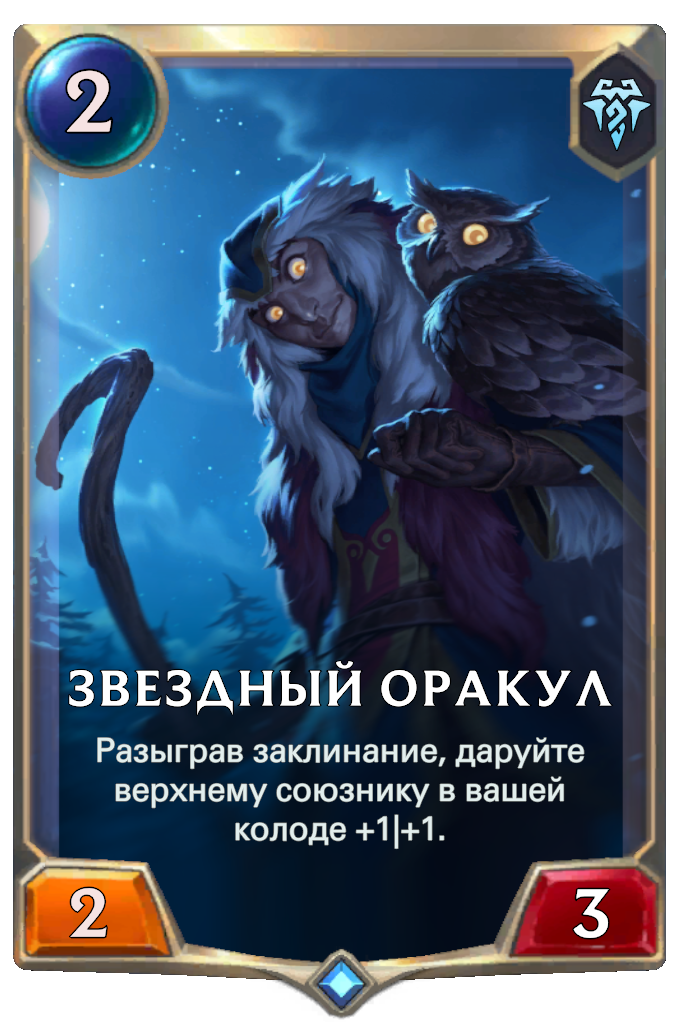 2
ЗВЕЗДНЫЙ ОРАКУЛ
Разыграв заклинание, даруйте
верхнему союзнику в вашей
колоде +1|+1.
2
3